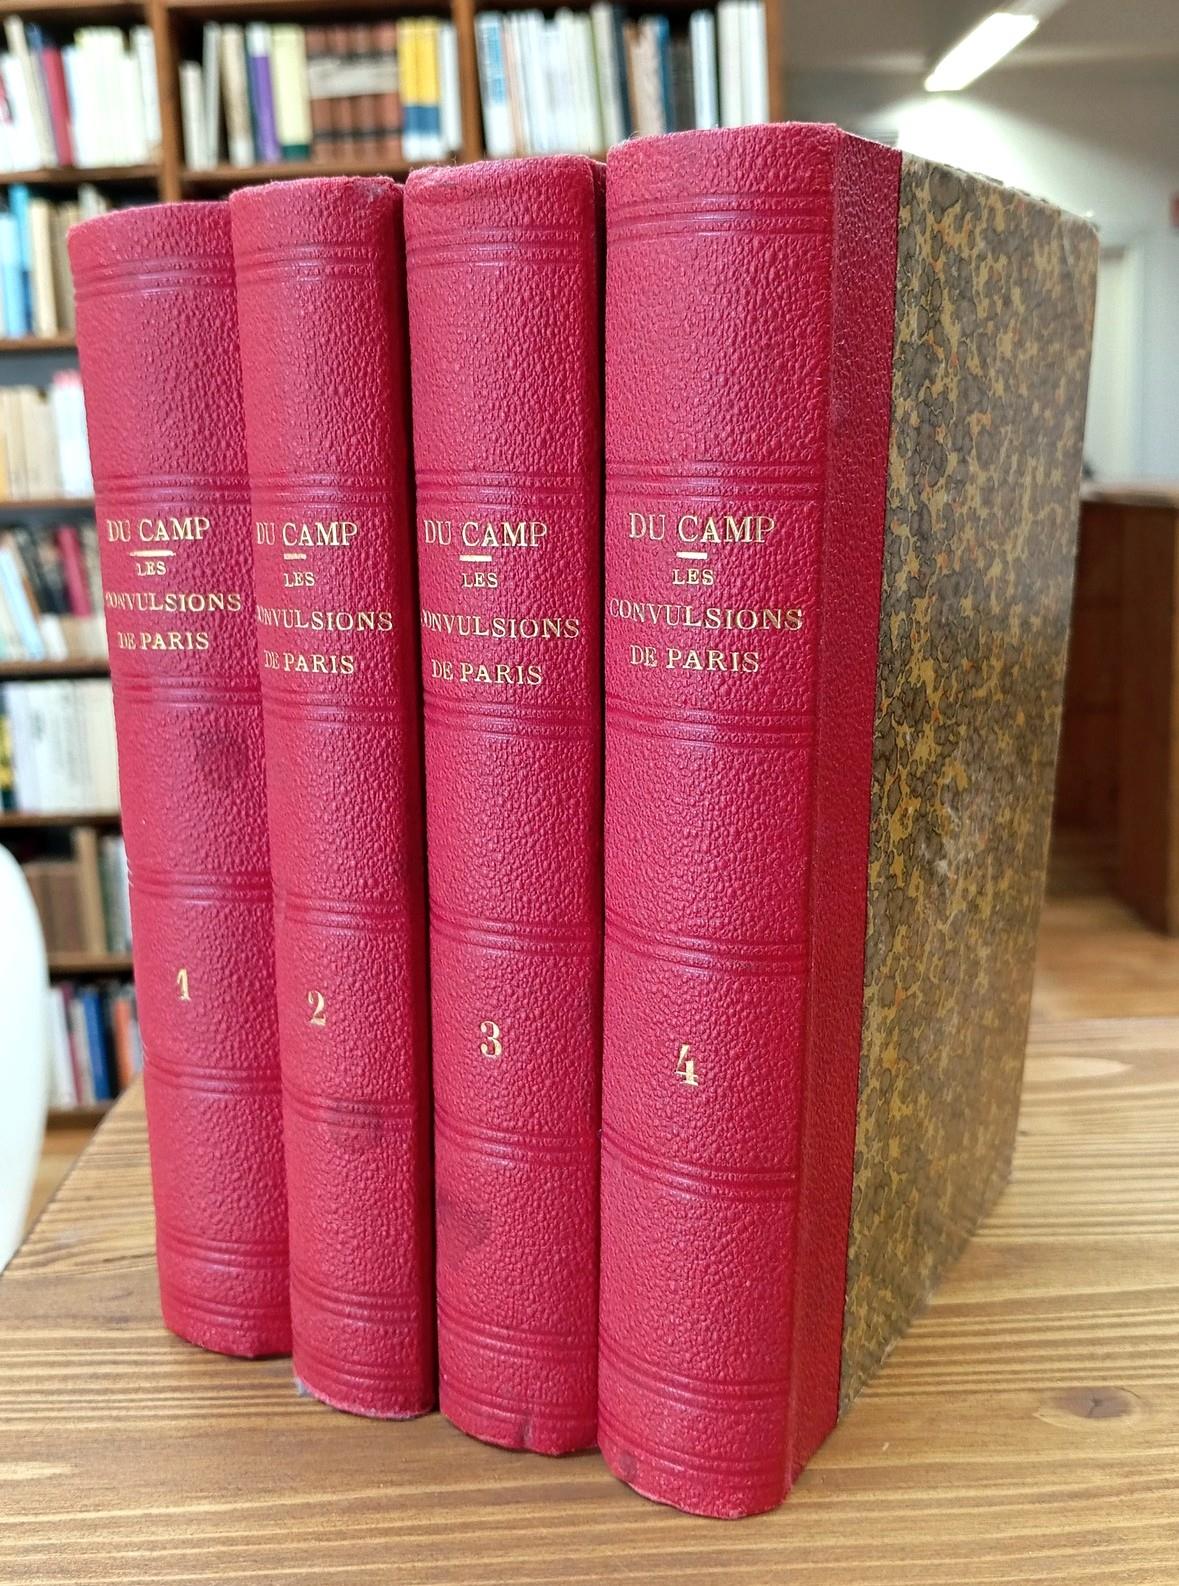 DU CAMP
LES
CONVULSIONS
DE PARIS
1
DU CAMP
LES
CONVULSIONS
DE PARIS
2
DU CAMP
LES
CONVULSIONS
DE PARIS
3
DU CAMP
LES
CONVULSIONS
DE PARIS
4